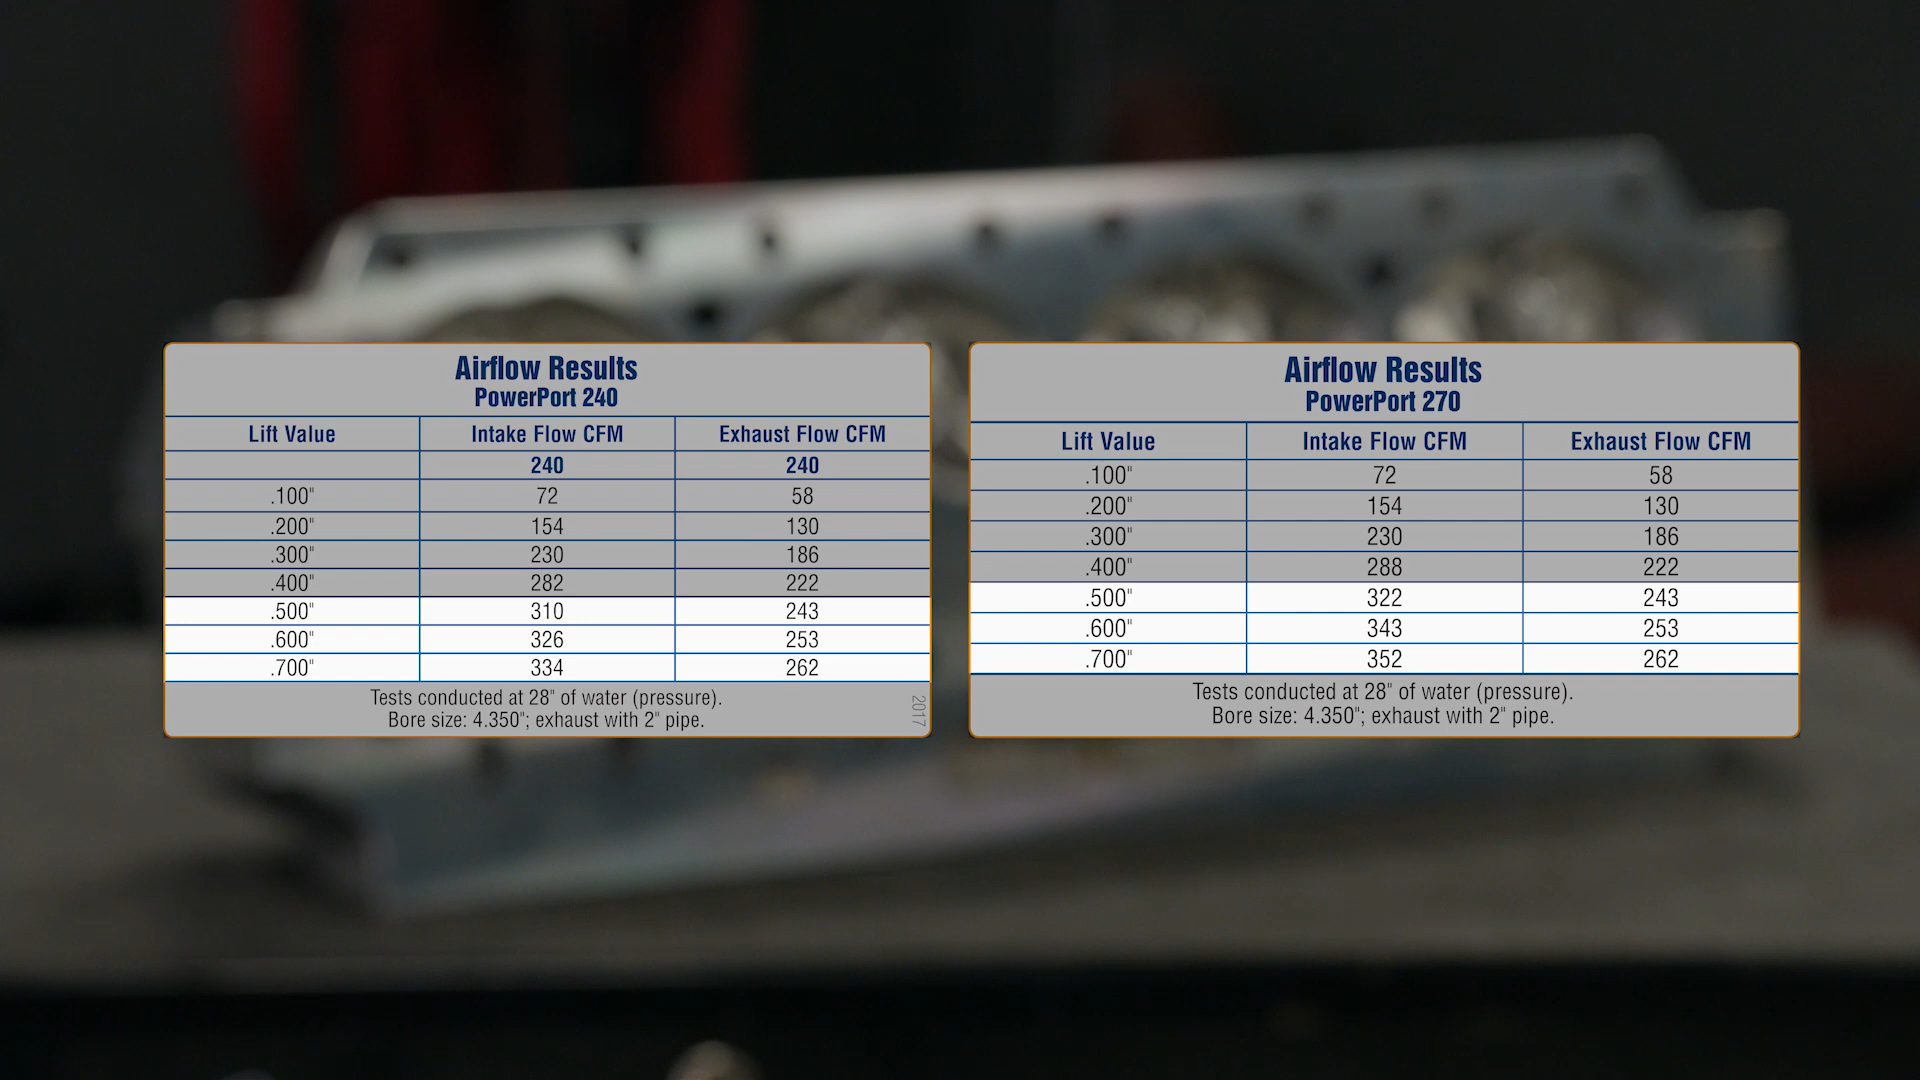 Airflow Results
PowerPort 240
Lift Value Intake Flow CFM Exhaust Flow CFM
240 240
.100" 72 58
.200" 154 130
.300" 230 186
.400" 282 222
.500" 310 243
.600" 326 253
.700" 334 262
Tests conducted at 28" of water (pressure).
Bore size: 4.350"; exhaust with 2" pipe.
2017
Airflow Results
PowerPort 270
Lift Value Intake Flow CFM Exhaust Flow CFM
.100" 72 58
.200" 154 130
.300" 230 186
.400" 288 222
.500" 322 243
.600" 343 253
.700" 352 262
Tests conducted at 28" of water (pressure).
Bore size: 4.350"; exhaust with 2" pipe.